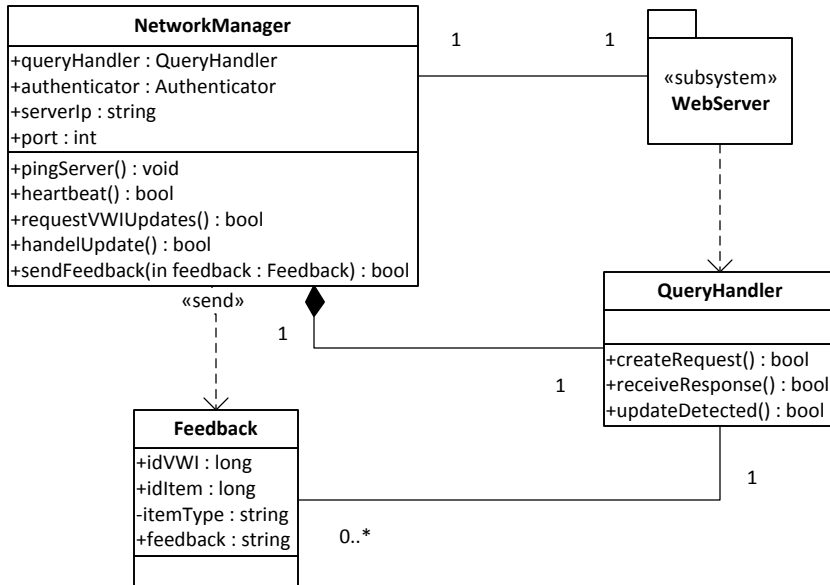 NetworkManager
+queryHandler : QueryHandler
+authenticator : Authenticator
+serverIp : string
+port : int
+pingServer() : void
+heartbeat() : bool
+requestVWIUpdates() : bool
+handelUpdate() : bool
+sendFeedback(in feedback : Feedback) : bool
1
1
«subsystem»
WebServer
«send»
1
1
QueryHandler
+createRequest() : bool
+receiveResponse() : bool
+updateDetected() : bool
Feedback
+idVWI : long
+idItem : long
-itemType : string
+feedback : string
0..*
1